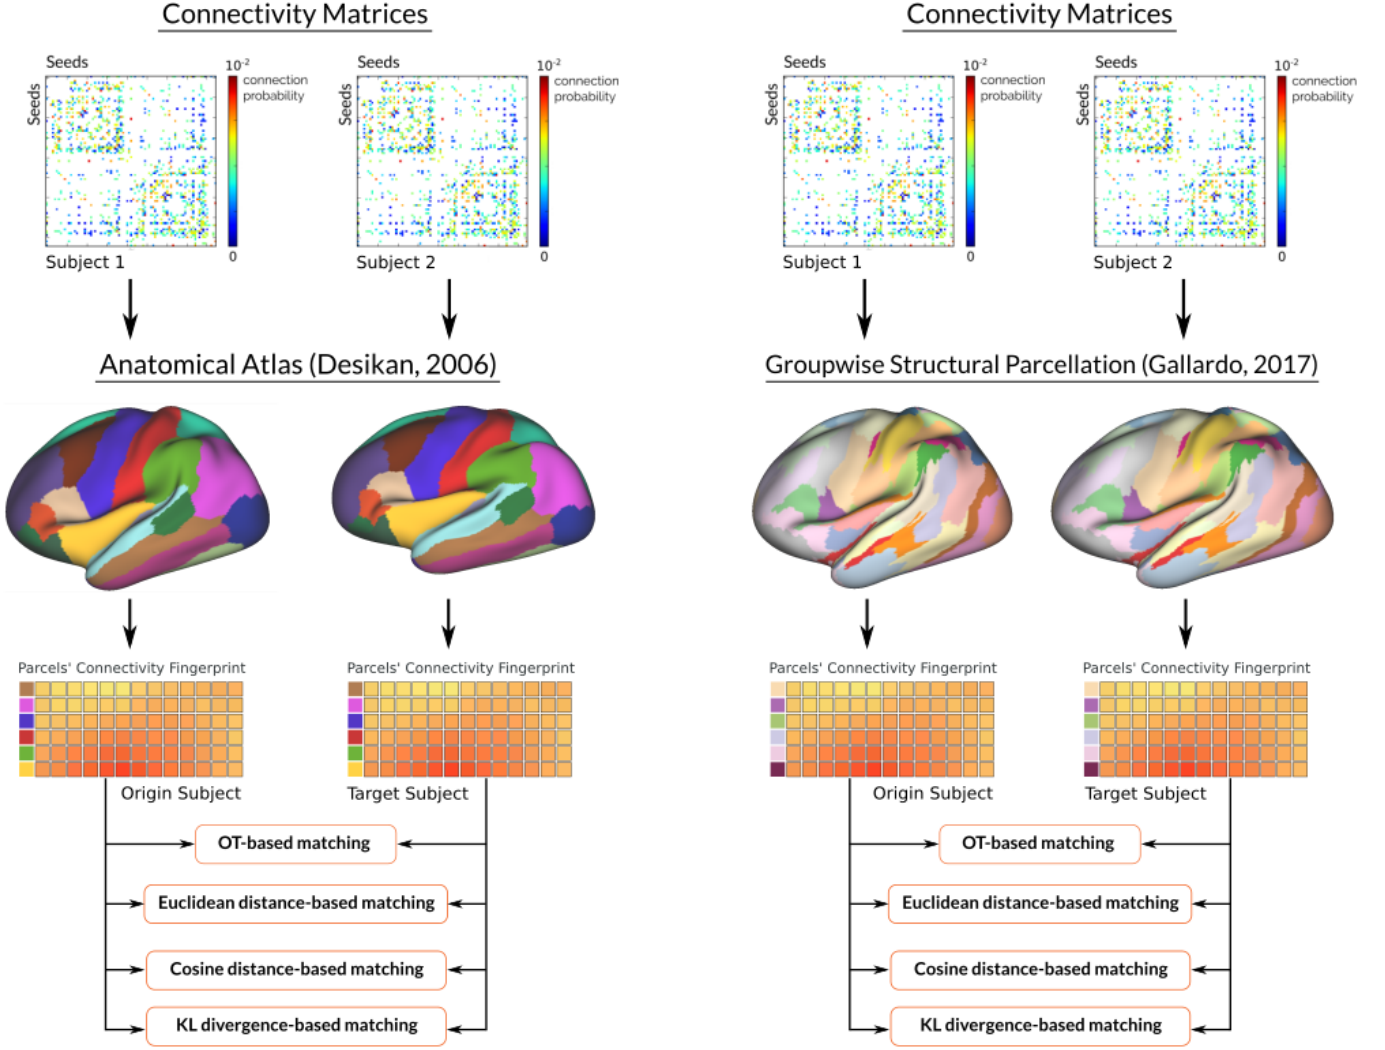 Connectivity Matrices
Connectivity Matrices
Seeds
10-2
connection
probability
Seeds
0
Subject 1
Seeds
10-2
connection
probability
Seeds
0
Subject 2
Seeds
10-2
connection
probability
Seeds
0
Subject 1
Seeds
10-2
connection
probability
Seeds
0
Subject 2
Anatomical Atlas (Desikan, 2006)
Groupwise Structural Parcellation (Gallardo, 2017)
Parcels' Connectivity Fingerprint
Parcels' Connectivity Fingerprint
Parcels' Connectivity Fingerprint
Parcels' Connectivity Fingerprint
Origin Subject
Target Subject
Origin Subject
Target Subject
OT-based matching
Euclidean distance-based matching
Cosine distance-based matching
KL divergence-based matching
OT-based matching
Euclidean distance-based matching
Cosine distance-based matching
KL divergence-based matching